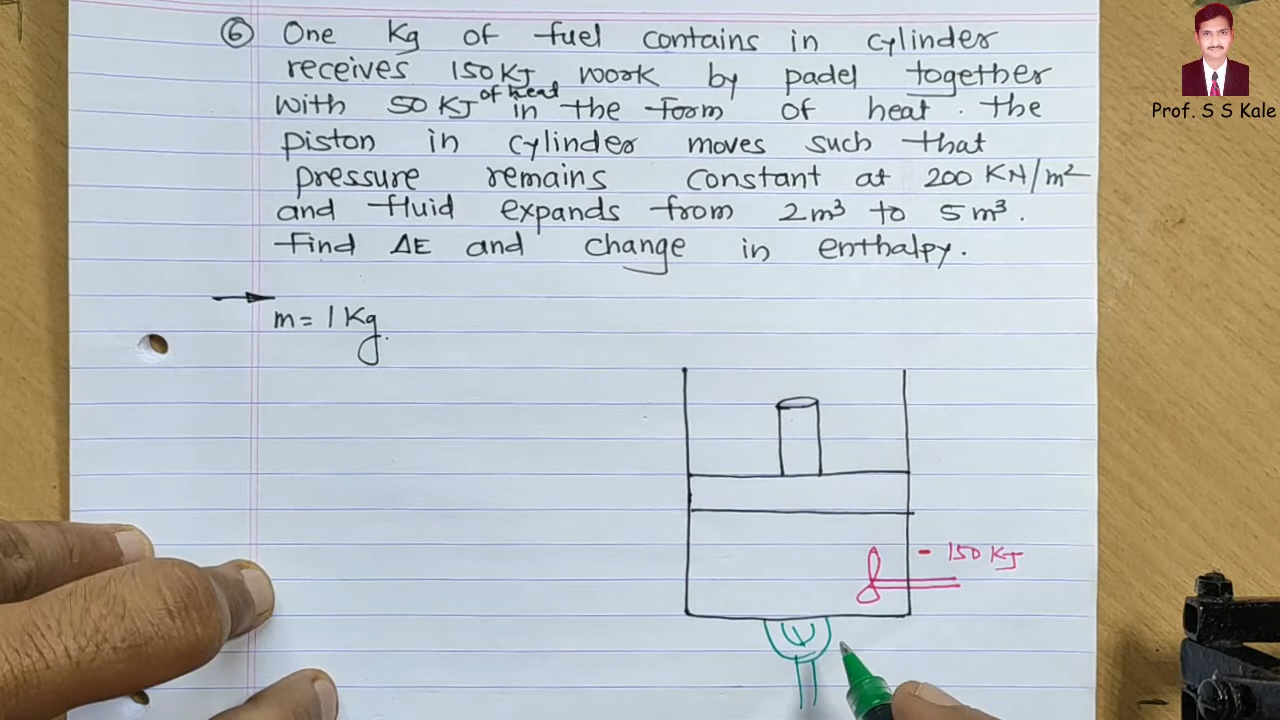 ⑥ One Kg of fuel contains in cylinder
receives 150 KJ work by padel together
with 50 KJ of heat in the form of heat. the
piston in cylinder moves such that
pressure remains constant at 200 KN/m²
and fluid expands from 2m³ to 5m³.
Find ΔE and change in enthalpy.
m = 1 Kg.
- 150 KJ
Prof. S S Kale